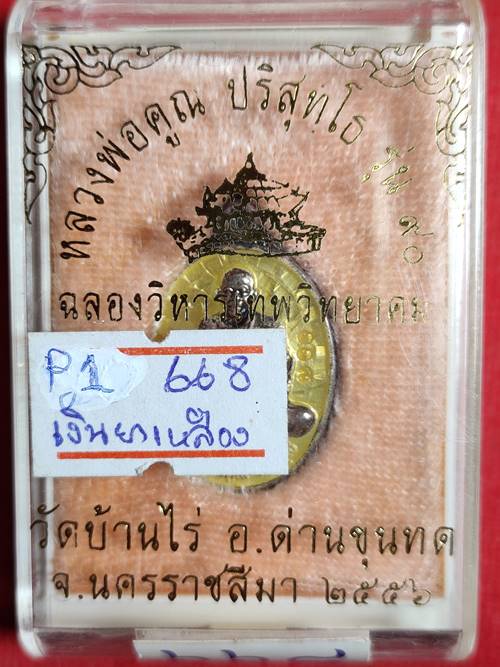 หลวงพ่อคูณ ปริสุทฺโธ รุ่น ๙๐
ฉลองวิหารเทพวิทยาคม
P1 668
เงินยาเหลือง
วัดบ้านไร่ อ.ด่านขุนทด
จ.นครราชสีมา ๒๕๕๖